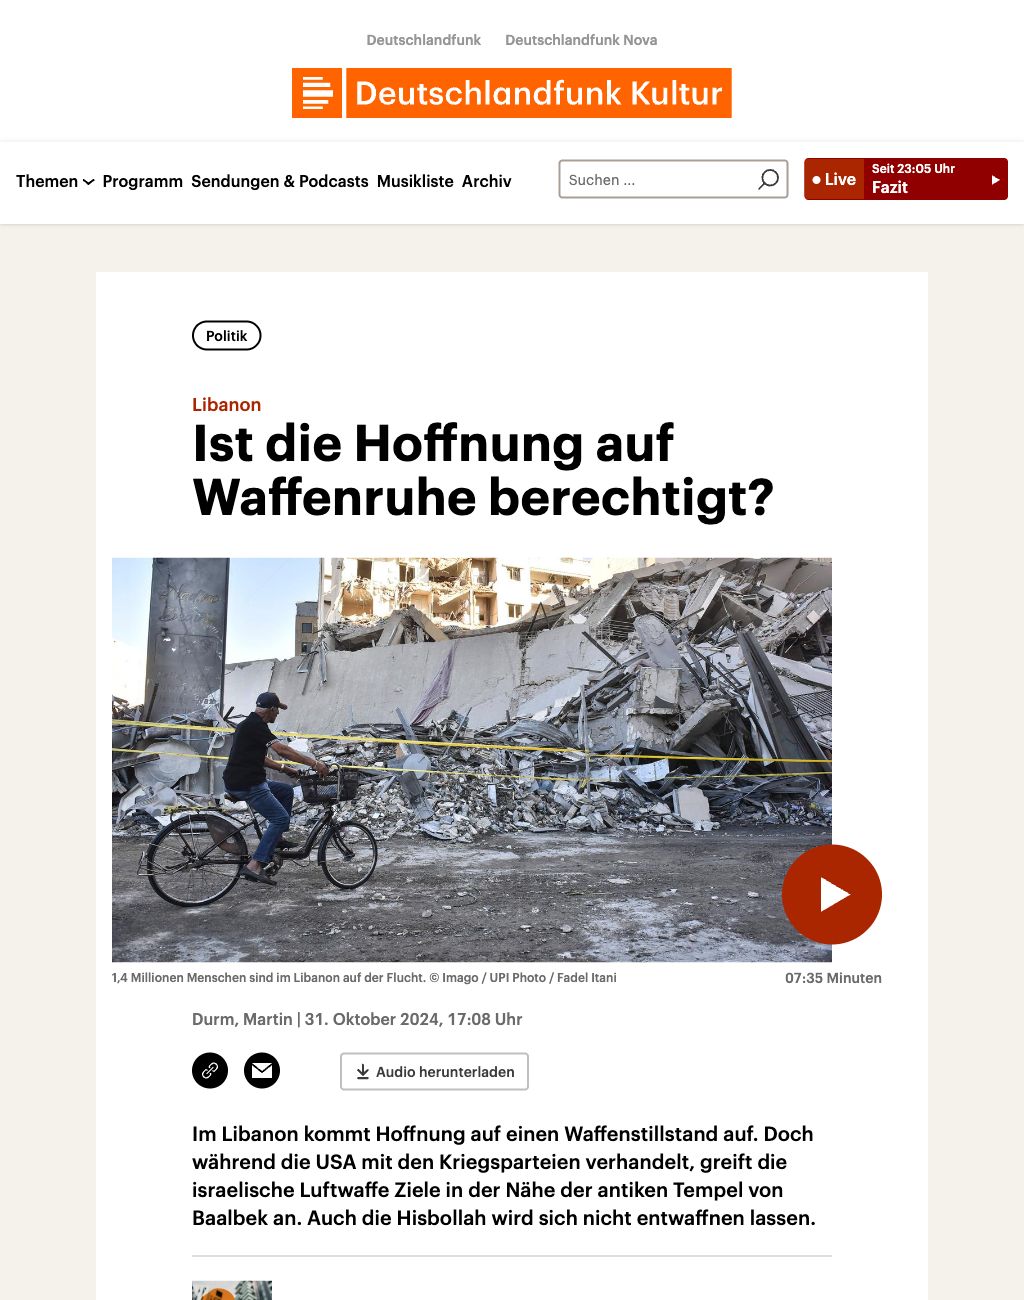 Deutschlandfunk Deutschlandfunk Nova
Deutschlandfunk Kultur
Themen Programm Sendungen & Podcasts Musikliste Archiv
Suchen ...
Live
Seit 23:05 Uhr
Fazit
Politik
Libanon
Ist die Hoffnung auf
Waffenruhe berechtigt?
1,4 Millionen Menschen sind im Libanon auf der Flucht. © Imago / UPI Photo / Fadel Itani
07:35 Minuten
Durm, Martin | 31. Oktober 2024, 17:08 Uhr
Audio herunterladen
Im Libanon kommt Hoffnung auf einen Waffenstillstand auf. Doch
während die USA mit den Kriegsparteien verhandelt, greift die
israelische Luftwaffe Ziele in der Nähe der antiken Tempel von
Baalbek an. Auch die Hisbollah wird sich nicht entwaffnen lassen.